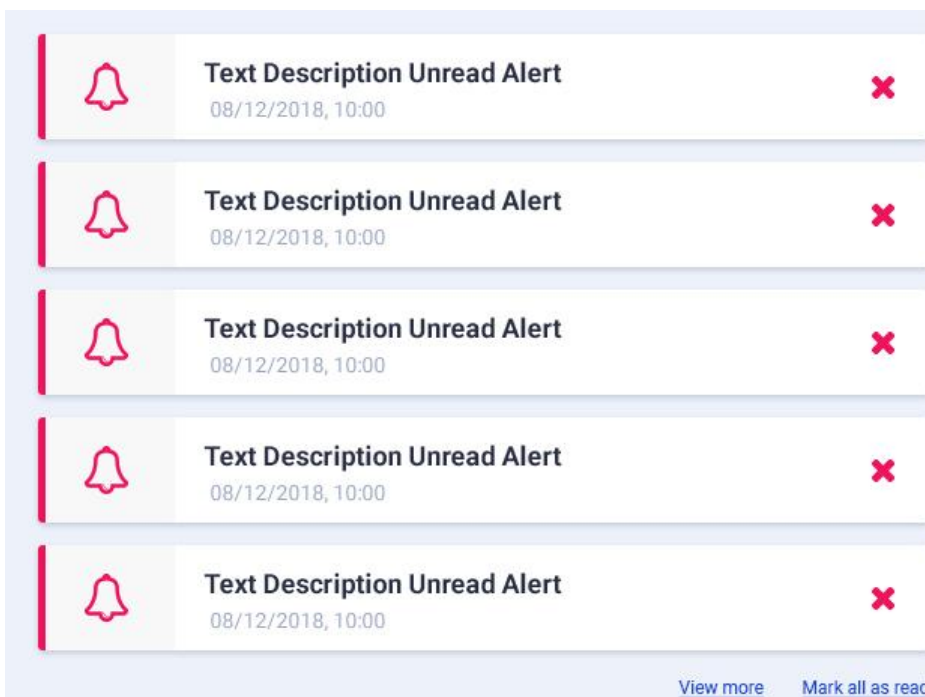 Text Description Unread Alert
08/12/2018, 10:00
Text Description Unread Alert
08/12/2018, 10:00
Text Description Unread Alert
08/12/2018, 10:00
Text Description Unread Alert
08/12/2018, 10:00
Text Description Unread Alert
08/12/2018, 10:00
View more Mark all as read